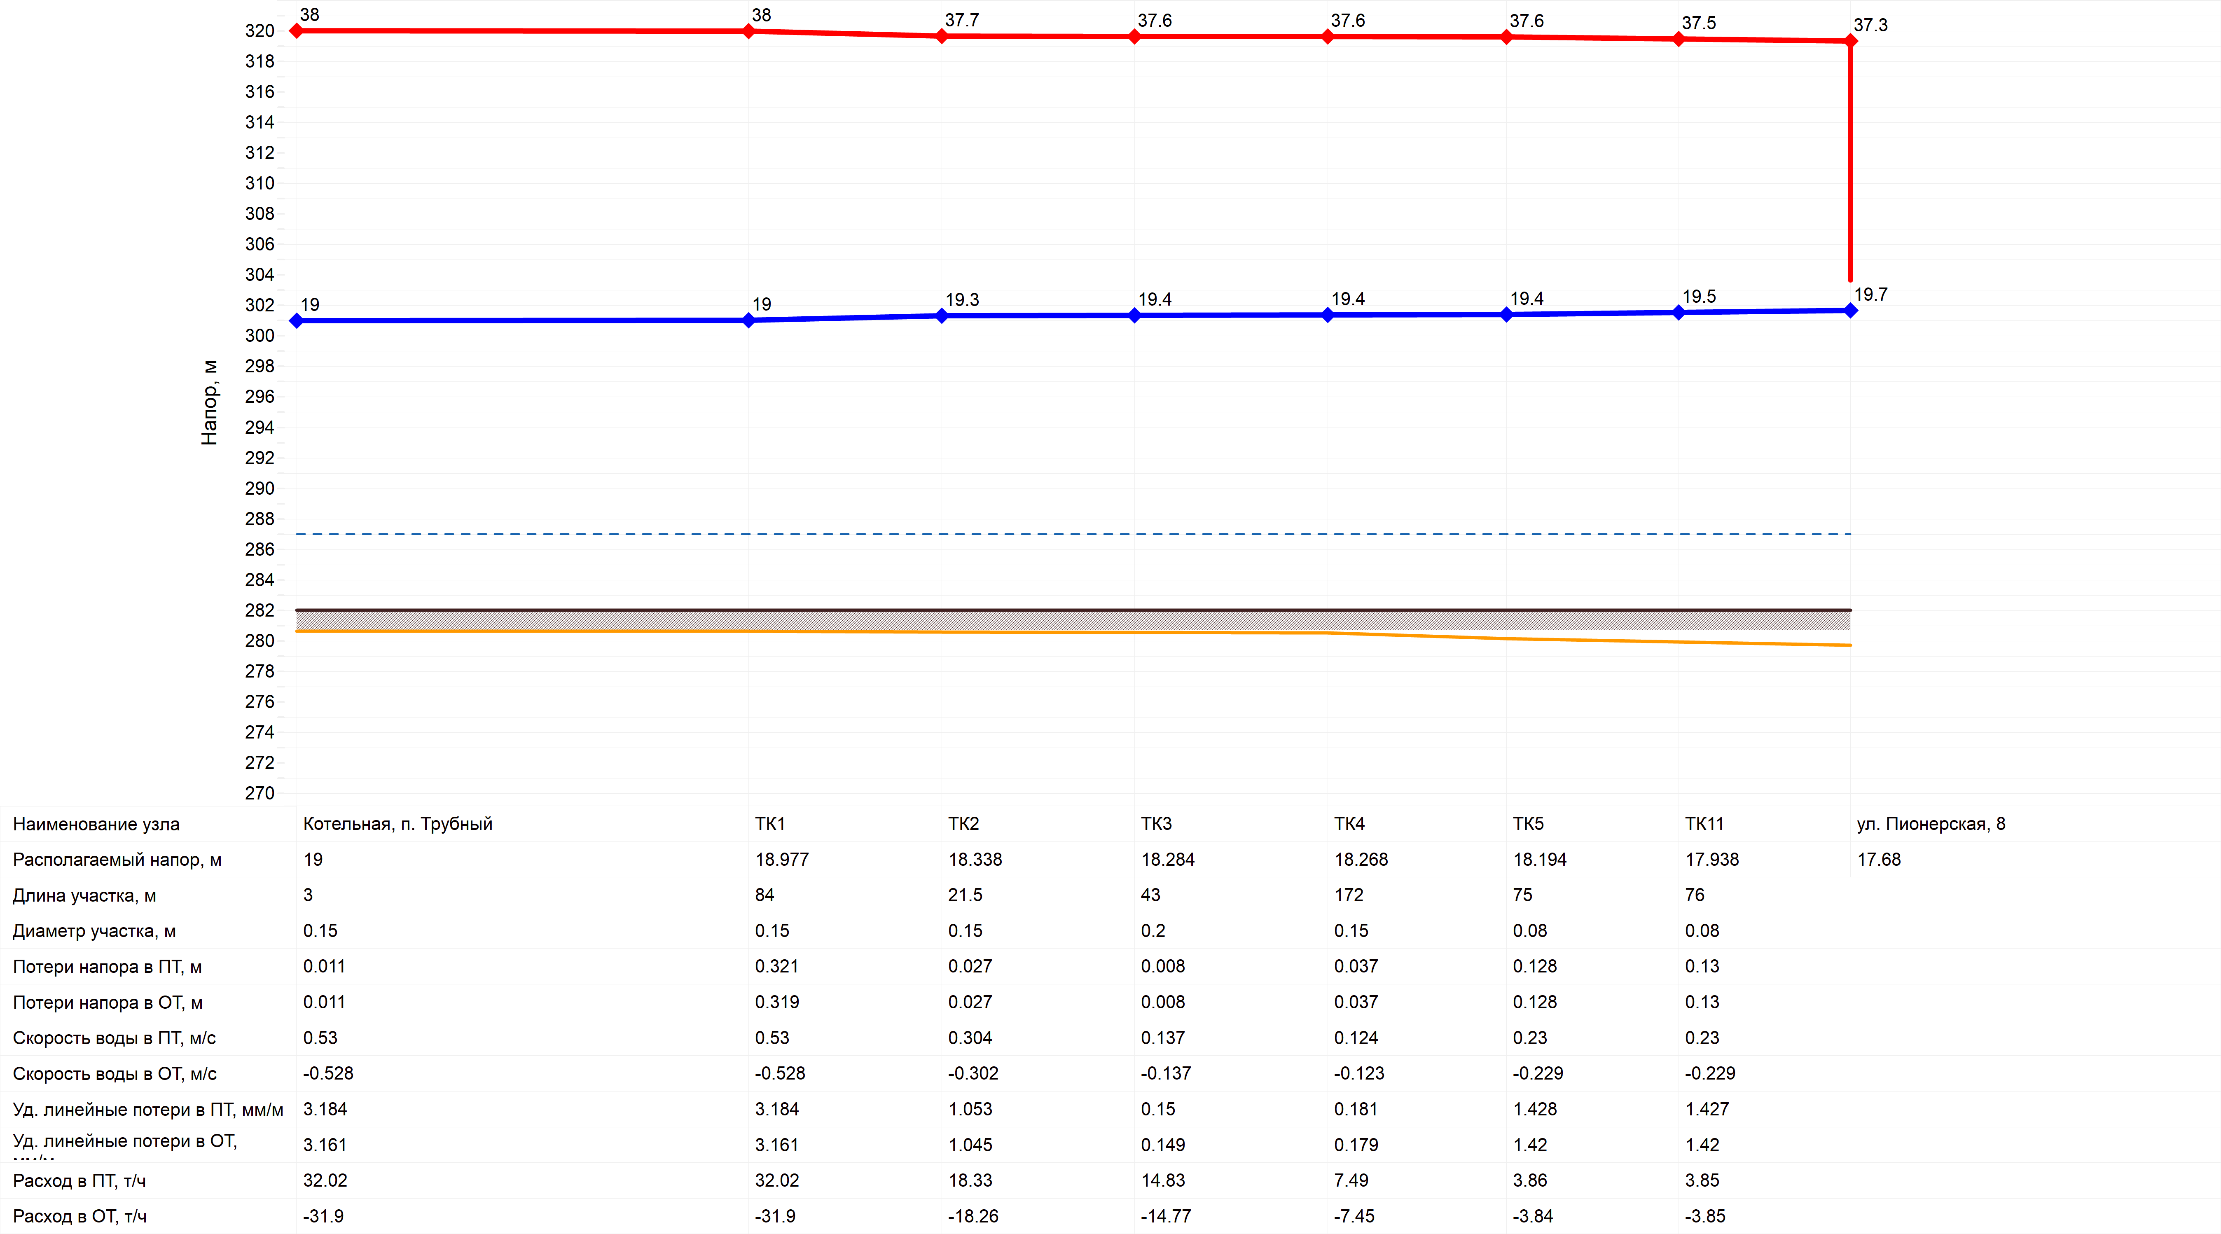 38 38 37.7 37.6 37.6 37.6 37.5 37.3
320
318
316
314
312
310
308
306
304
19 19 19.3 19.4 19.4 19.4 19.5 19.7
302
300
298
296
Напор, м
294
292
290
288
286
284
282
280
278
276
274
272
270
Наименование узла Котельная, п. Трубный ТК1 ТК2 ТК3 ТК4 ТК5 ТК11 ул. Пионерская, 8
Располагаемый напор, м 19 18.977 18.338 18.284 18.268 18.194 17.938 17.68
Длина участка, м 3 84 21.5 43 172 75 76
Диаметр участка, м 0.15 0.15 0.15 0.2 0.15 0.08 0.08
Потери напора в ПТ, м 0.011 0.321 0.027 0.008 0.037 0.128 0.13
Потери напора в ОТ, м 0.011 0.319 0.027 0.008 0.037 0.128 0.13
Скорость воды в ПТ, м/с 0.53 0.53 0.304 0.137 0.124 0.23 0.23
Скорость воды в ОТ, м/с -0.528 -0.528 -0.302 -0.137 -0.123 -0.229 -0.229
Уд. линейные потери в ПТ, мм/м 3.184 3.184 1.053 0.15 0.181 1.428 1.427
Уд. линейные потери в ОТ, 3.161 3.161 1.045 0.149 0.179 1.42 1.42
Расход в ПТ, т/ч 32.02 32.02 18.33 14.83 7.49 3.86 3.85
Расход в ОТ, т/ч -31.9 -31.9 -18.26 -14.77 -7.45 -3.84 -3.85